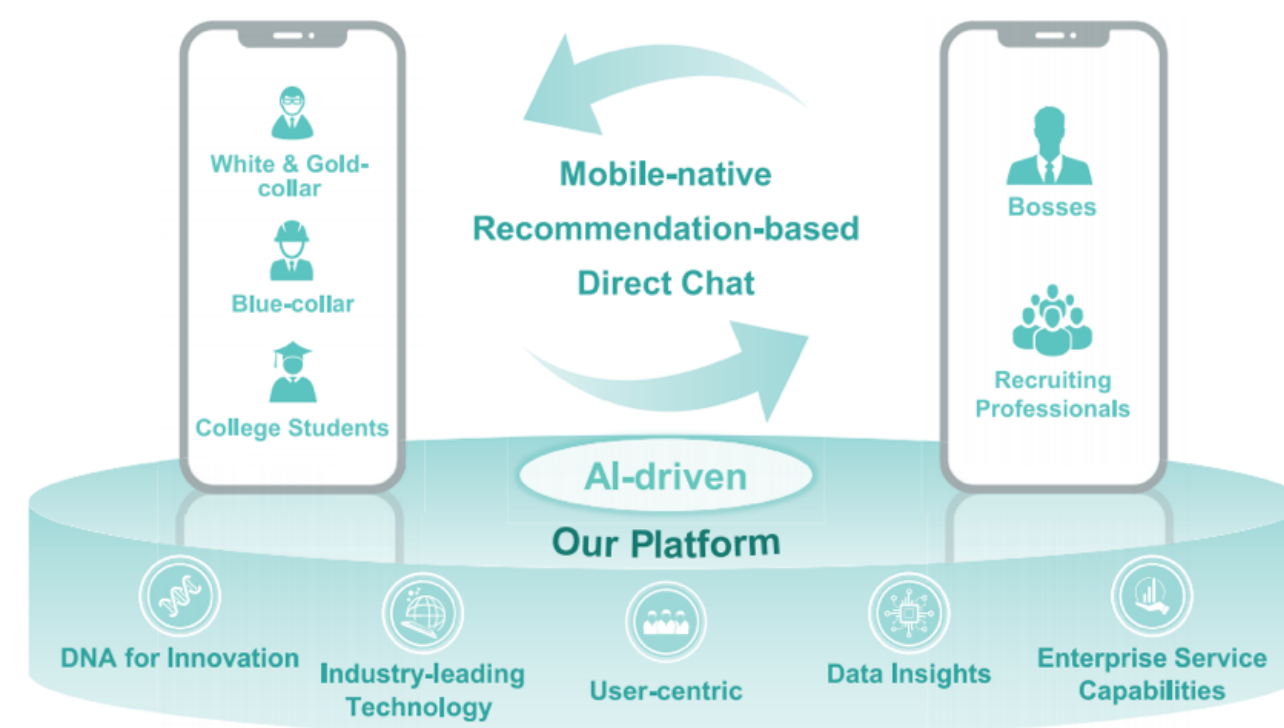 White & Gold-
collar
Blue-collar
College Students
Mobile-native
Recommendation-based
Direct Chat
Bosses
Recruiting
Professionals
AI-driven
Our Platform
DNA for Innovation
Industry-leading
Technology
User-centric
Data Insights
Enterprise Service
Capabilities